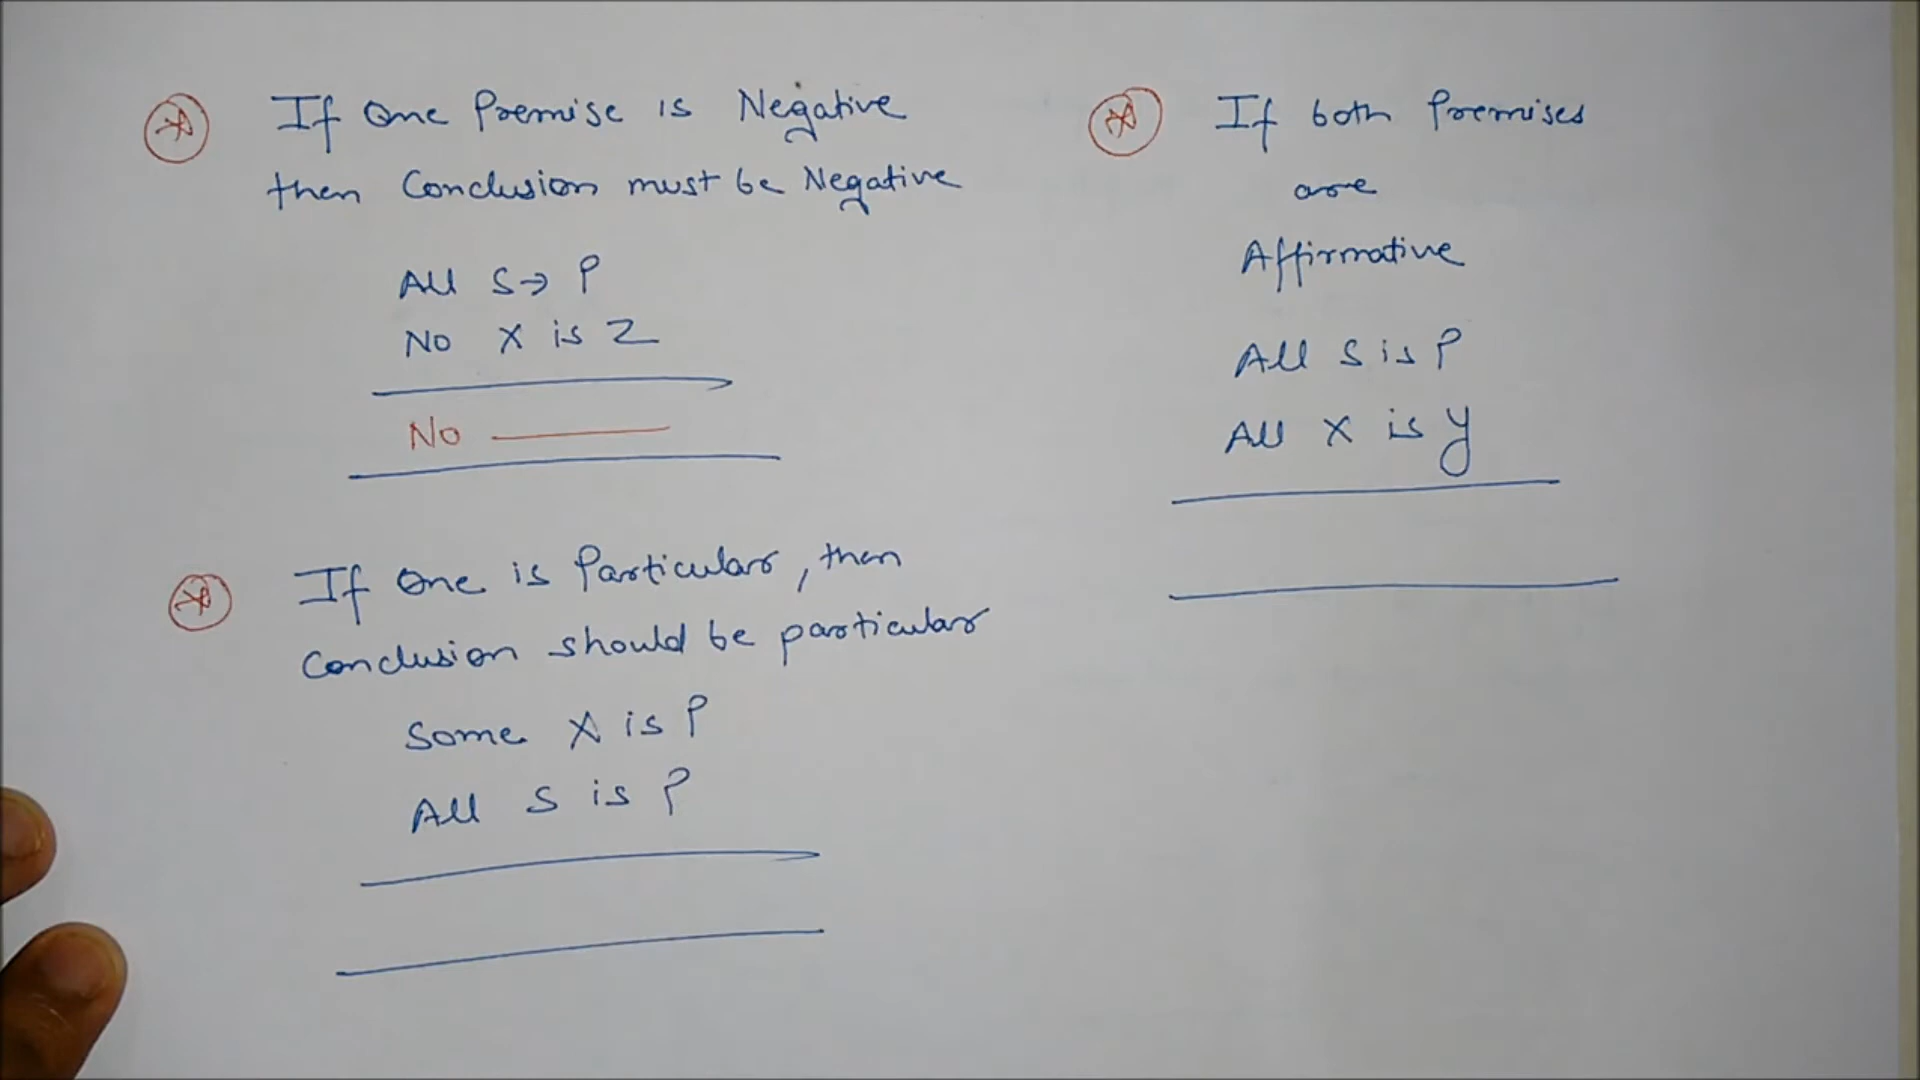 If One Premise is Negative
then Conclusion must be Negative
All S → P
No X is Z
No
If One is Particular, then
Conclusion should be particular
Some X is P
All S is P
If both Premises
are
Affirmative
All S is P
All X is y